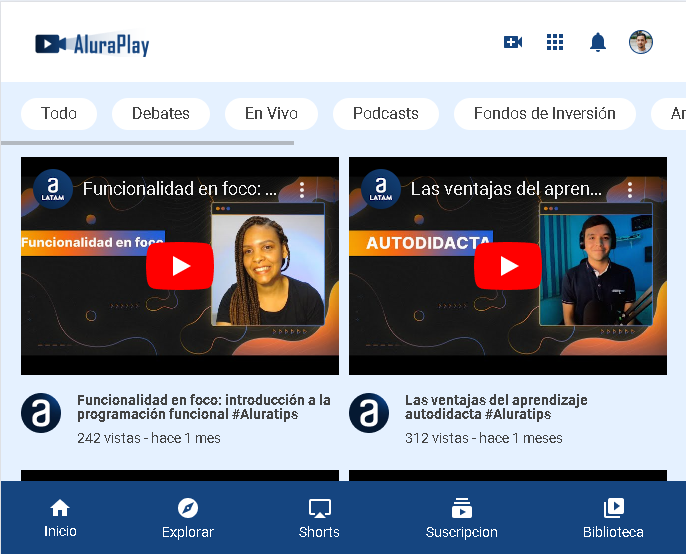 AluraPlay
Todo
Debates
En Vivo
Podcasts
Fondos de Inversión
a
LATAM
Funcionalidad en foco: ...
Funcionalidad en foco
a
LATAM
Las ventajas del apren...
AUTODIDACTA
a
Funcionalidad en foco: introducción a la
programación funcional #Aluratips
242 vistas - hace 1 mes
a
Las ventajas del aprendizaje
autodidacta #Aluratips
312 vistas - hace 1 meses
Inicio
Explorar
Shorts
Suscripcion
Biblioteca